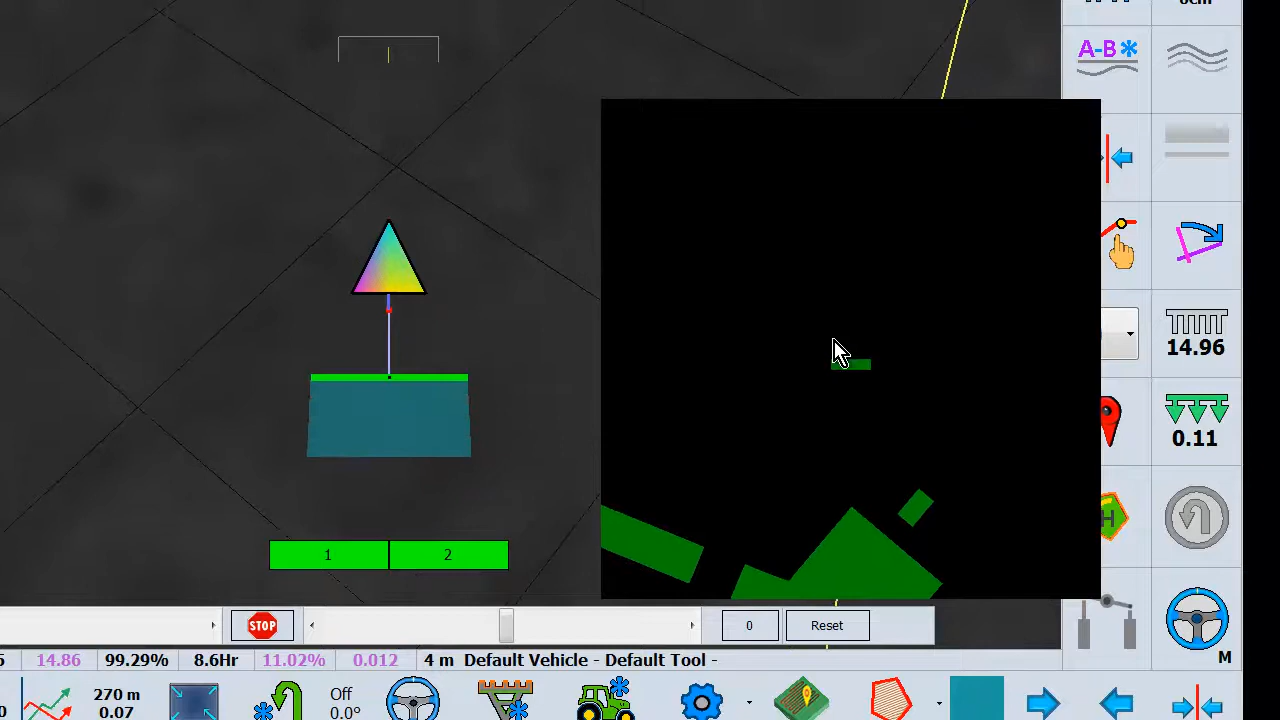 A-B
14.96
0.11
H
1 2
STOP 0 Reset
14.86 99.29% 8.6Hr 11.02% 0.012 4 m Default Vehicle - Default Tool -
M
270 m
0.07
Off
0.0°